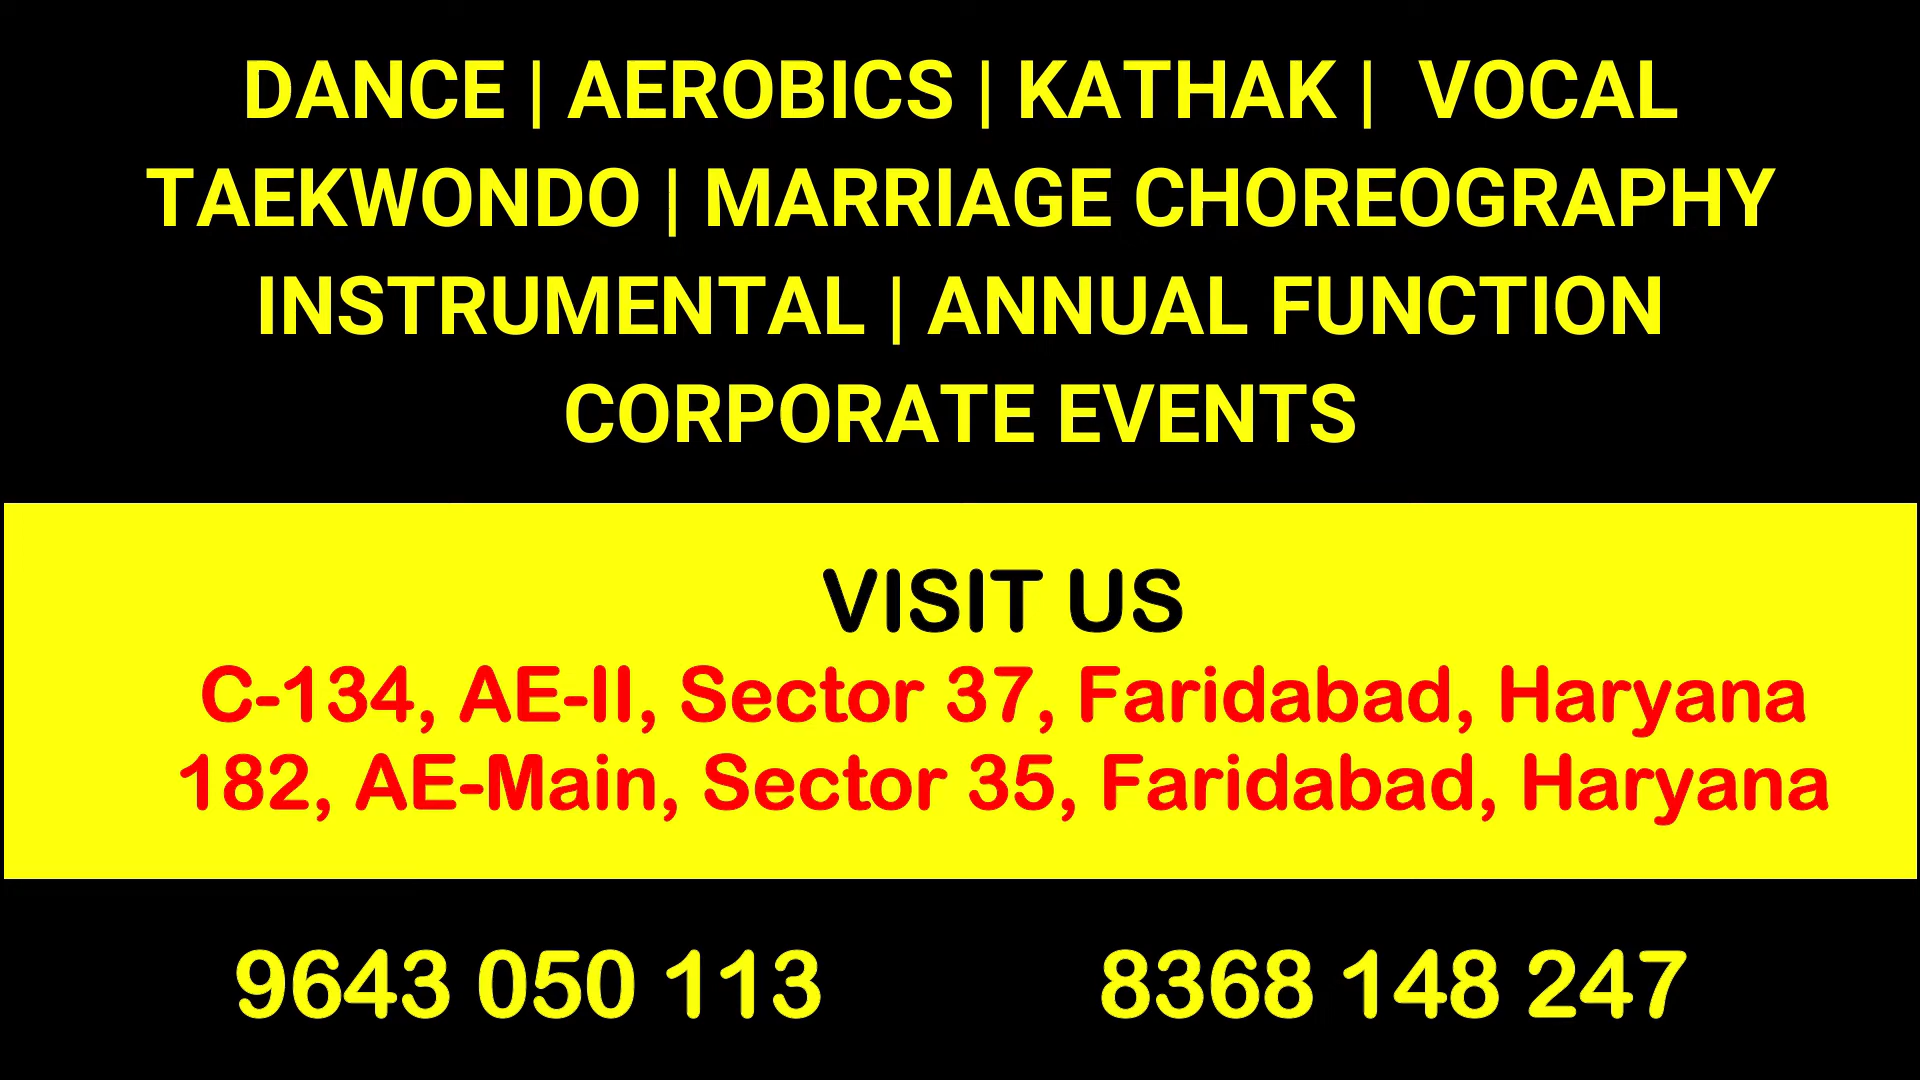 DANCE | AEROBICS | KATHAK | VOCAL
TAEKWONDO | MARRIAGE CHOREOGRAPHY
INSTRUMENTAL | ANNUAL FUNCTION
CORPORATE EVENTS
VISIT US
C-134, AE-II, Sector 37, Faridabad, Haryana
182, AE-Main, Sector 35, Faridabad, Haryana
9643 050 113 8368 148 247